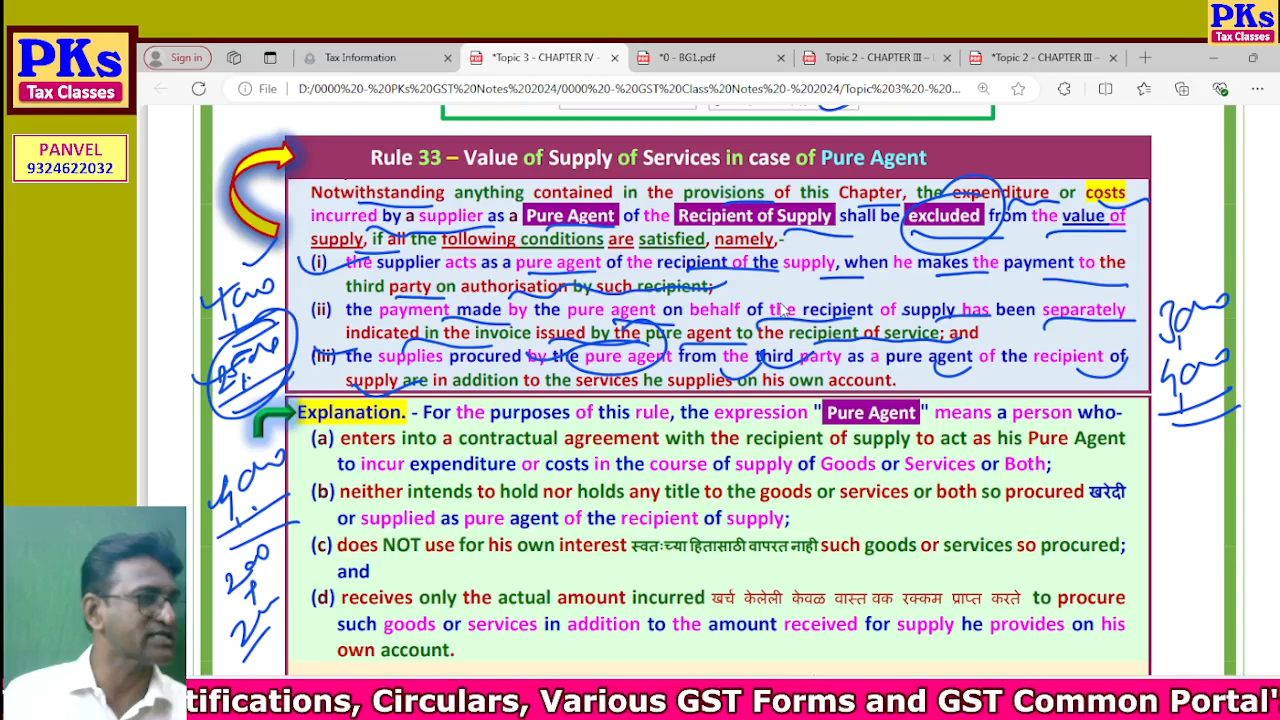 PKs
Tax Classes
PKs
Tax Classes
Sign in
Tax Information
*Topic 3 - CHAPTER IV -
*0 - BG1.pdf
Topic 2 - CHAPTER III – L
*Topic 2 - CHAPTER III –
File
D:/0000%20-%20PKs%20GST%20Notes%202024/0000%20-%20GST%20Class%20Notes%20-%202024/Topic%203%20-%20...
PANVEL
9324622032
Rule 33 – Value of Supply of Services in case of Pure Agent
Notwithstanding anything contained in the provisions of this Chapter, the expenditure or costs
incurred by a supplier as a Pure Agent of the Recipient of Supply shall be excluded from the value of
supply, if all the following conditions are satisfied, namely,-
(i) the supplier acts as a pure agent of the recipient of the supply, when he makes the payment to the
third party on authorisation by such recipient;
(ii) the payment made by the pure agent on behalf of the recipient of supply has been separately
indicated in the invoice issued by the pure agent to the recipient of service; and
(iii) the supplies procured by the pure agent from the third party as a pure agent of the recipient of
supply are in addition to the services he supplies on his own account.
Explanation. - For the purposes of this rule, the expression "Pure Agent" means a person who-
(a) enters into a contractual agreement with the recipient of supply to act as his Pure Agent
to incur expenditure or costs in the course of supply of Goods or Services or Both;
(b) neither intends to hold nor holds any title to the goods or services or both so procured खरेदी
or supplied as pure agent of the recipient of supply;
(c) does NOT use for his own interest स्वतःच्या हितासाठी वापरत नाही such goods or services so procured;
and
(d) receives only the actual amount incurred खर्च केलेली केवळ वास्तवक रक्कम प्राप्त करते to procure
such goods or services in addition to the amount received for supply he provides on his
own account.
tifications, Circulars, Various GST Forms and GST Common Portal'